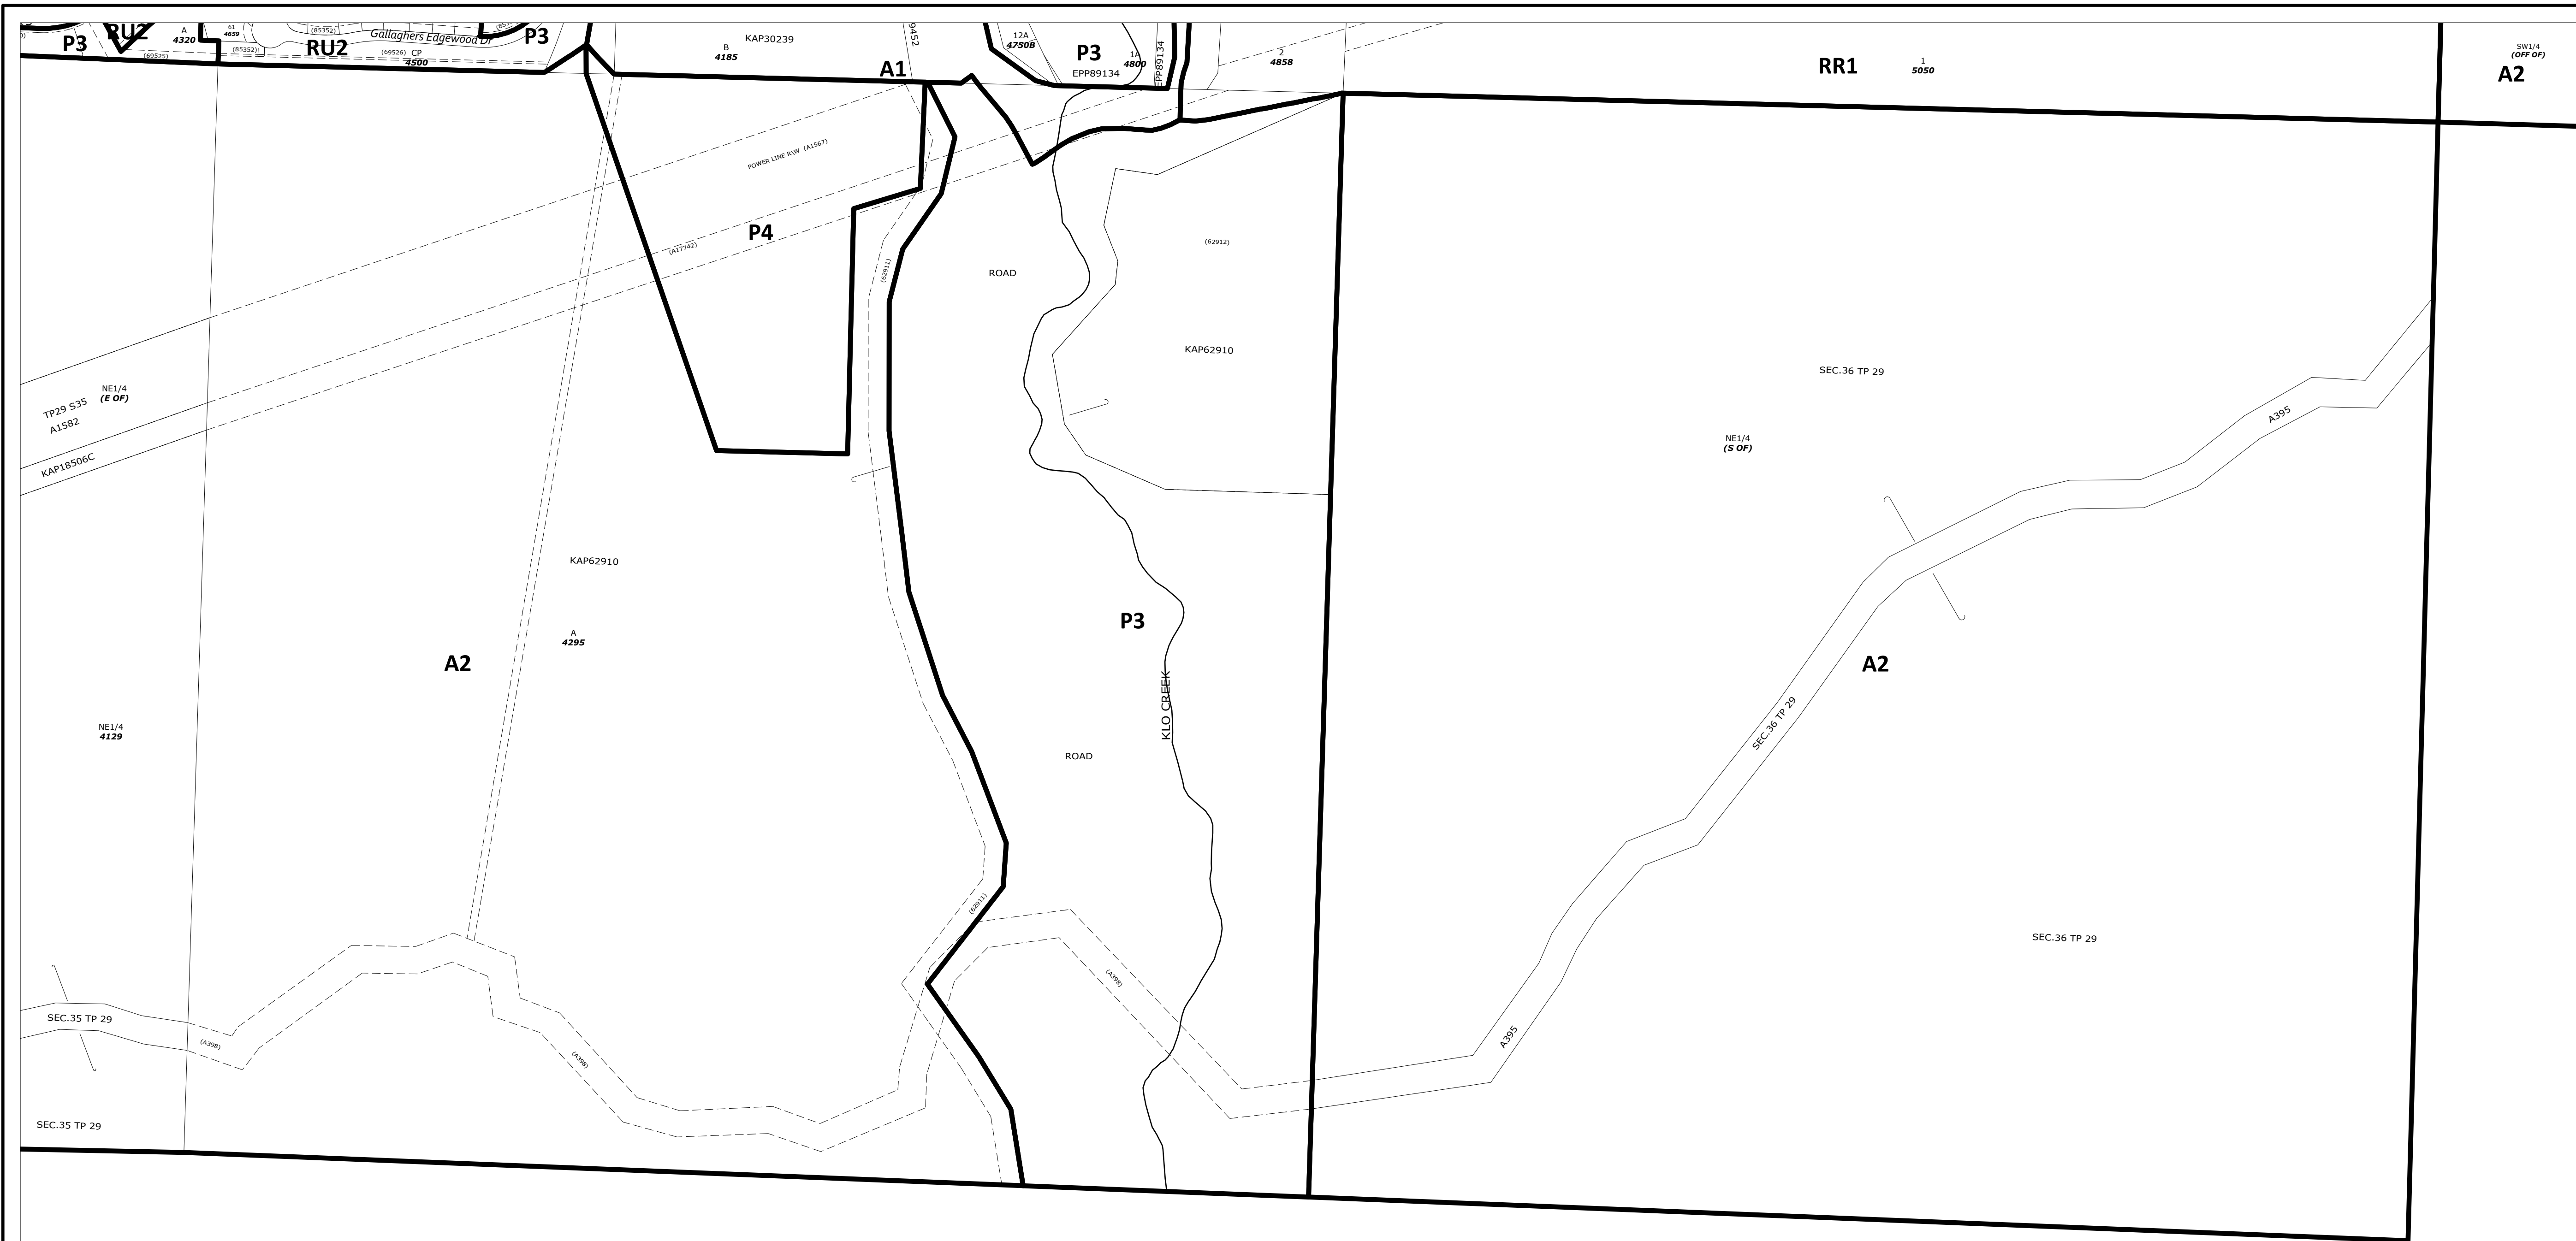 RU2
P3
A
4320
61
4659
(85352)
(85352)
(69525)
RU2
Gallaghers Edgewood Dr
(69526)
CP
4500
P3
B
4185
KAP30239
A1
12A
4750B
P3
1A
4800
EPP89134
EPP89134
2
4858
RR1
1
5050
SW1/4
(OFF OF)
A2
POWER LINE R\W (A1567)
P4
(A17742)
(62911)
ROAD
(62912)
KAP62910
SEC.36 TP 29
NE1/4
(E OF)
TP29 S35
A1582
KAP18506C
NE1/4
(S OF)
A395
KAP62910
A
4295
A2
P3
KLO CREEK
A2
SEC.36 TP 29
NE1/4
4129
ROAD
(62911)
SEC.36 TP 29
(A398)
SEC.35 TP 29
(A398)
(A398)
A395
SEC.35 TP 29